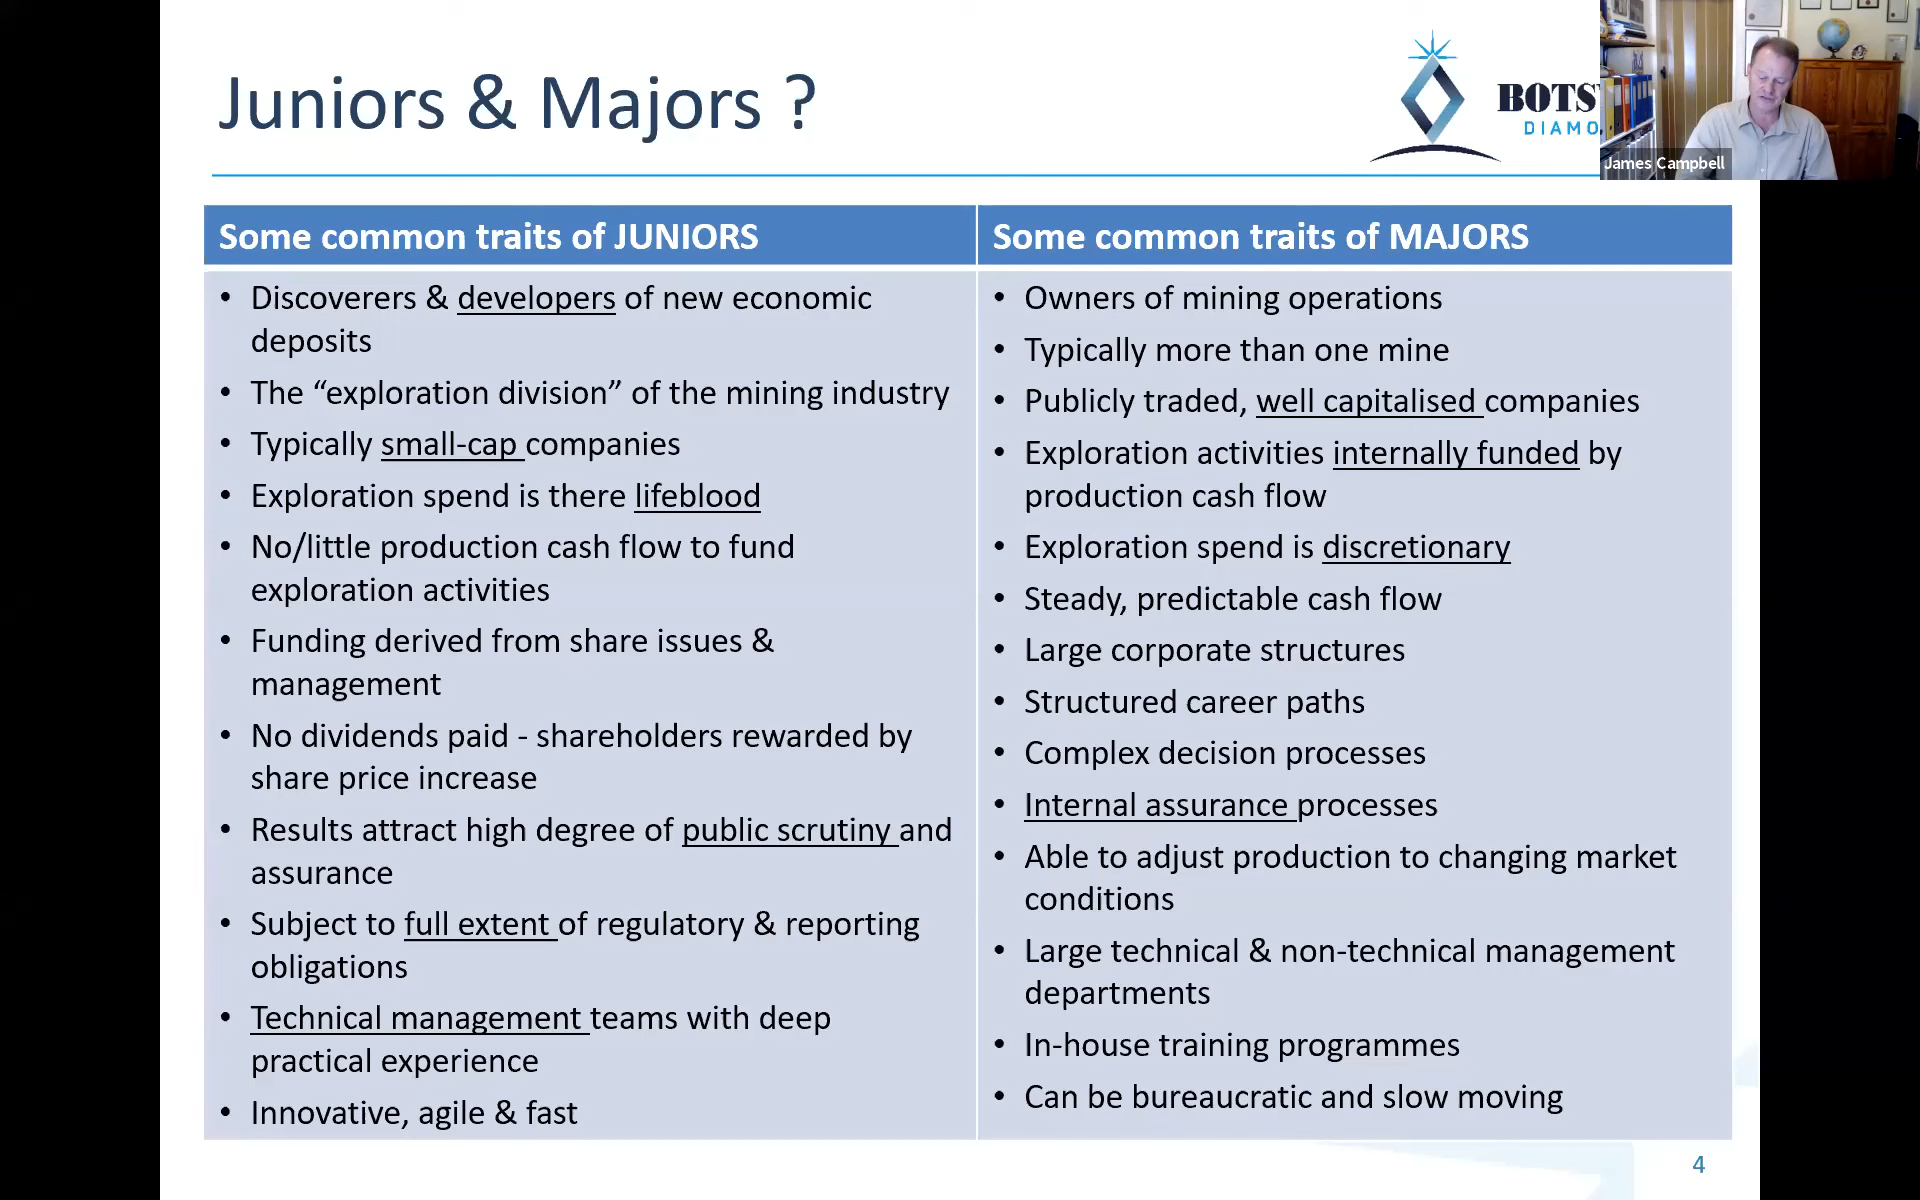 Juniors & Majors ?
BOTS
DIAMO
James Campbell
Some common traits of JUNIORS
• Discoverers & developers of new economic
deposits
• The “exploration division” of the mining industry
• Typically small-cap companies
• Exploration spend is there lifeblood
• No/little production cash flow to fund
exploration activities
• Funding derived from share issues &
management
• No dividends paid - shareholders rewarded by
share price increase
• Results attract high degree of public scrutiny and
assurance
• Subject to full extent of regulatory & reporting
obligations
• Technical management teams with deep
practical experience
• Innovative, agile & fast
Some common traits of MAJORS
• Owners of mining operations
• Typically more than one mine
• Publicly traded, well capitalised companies
• Exploration activities internally funded by
production cash flow
• Exploration spend is discretionary
• Steady, predictable cash flow
• Large corporate structures
• Structured career paths
• Complex decision processes
• Internal assurance processes
• Able to adjust production to changing market
conditions
• Large technical & non-technical management
departments
• In-house training programmes
• Can be bureaucratic and slow moving
4